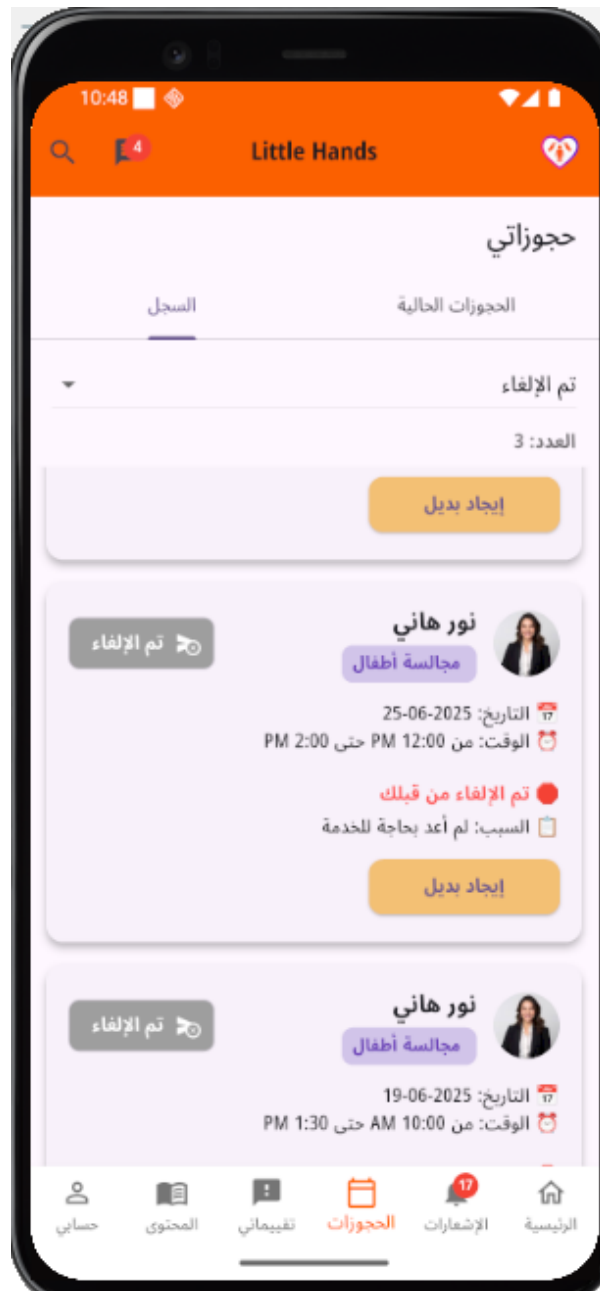 10:48
4
Little Hands
حجوزاتي
الحجوزات الحالية
السجل
تم الإلغاء
العدد: 3
إيجاد بديل
نور هاني
تم الإلغاء
مجالسة أطفال
التاريخ: 2025-06-25
الوقت: من 12:00 PM حتى 2:00 PM
تم الإلغاء من قبلك
السبب: لم أعد بحاجة للخدمة
إيجاد بديل
نور هاني
تم الإلغاء
مجالسة أطفال
التاريخ: 2025-06-19
الوقت: من 10:00 AM حتى 1:30 PM
17
الرئيسية
الإشعارات
الحجوزات
تقييماتي
المحتوى
حسابي